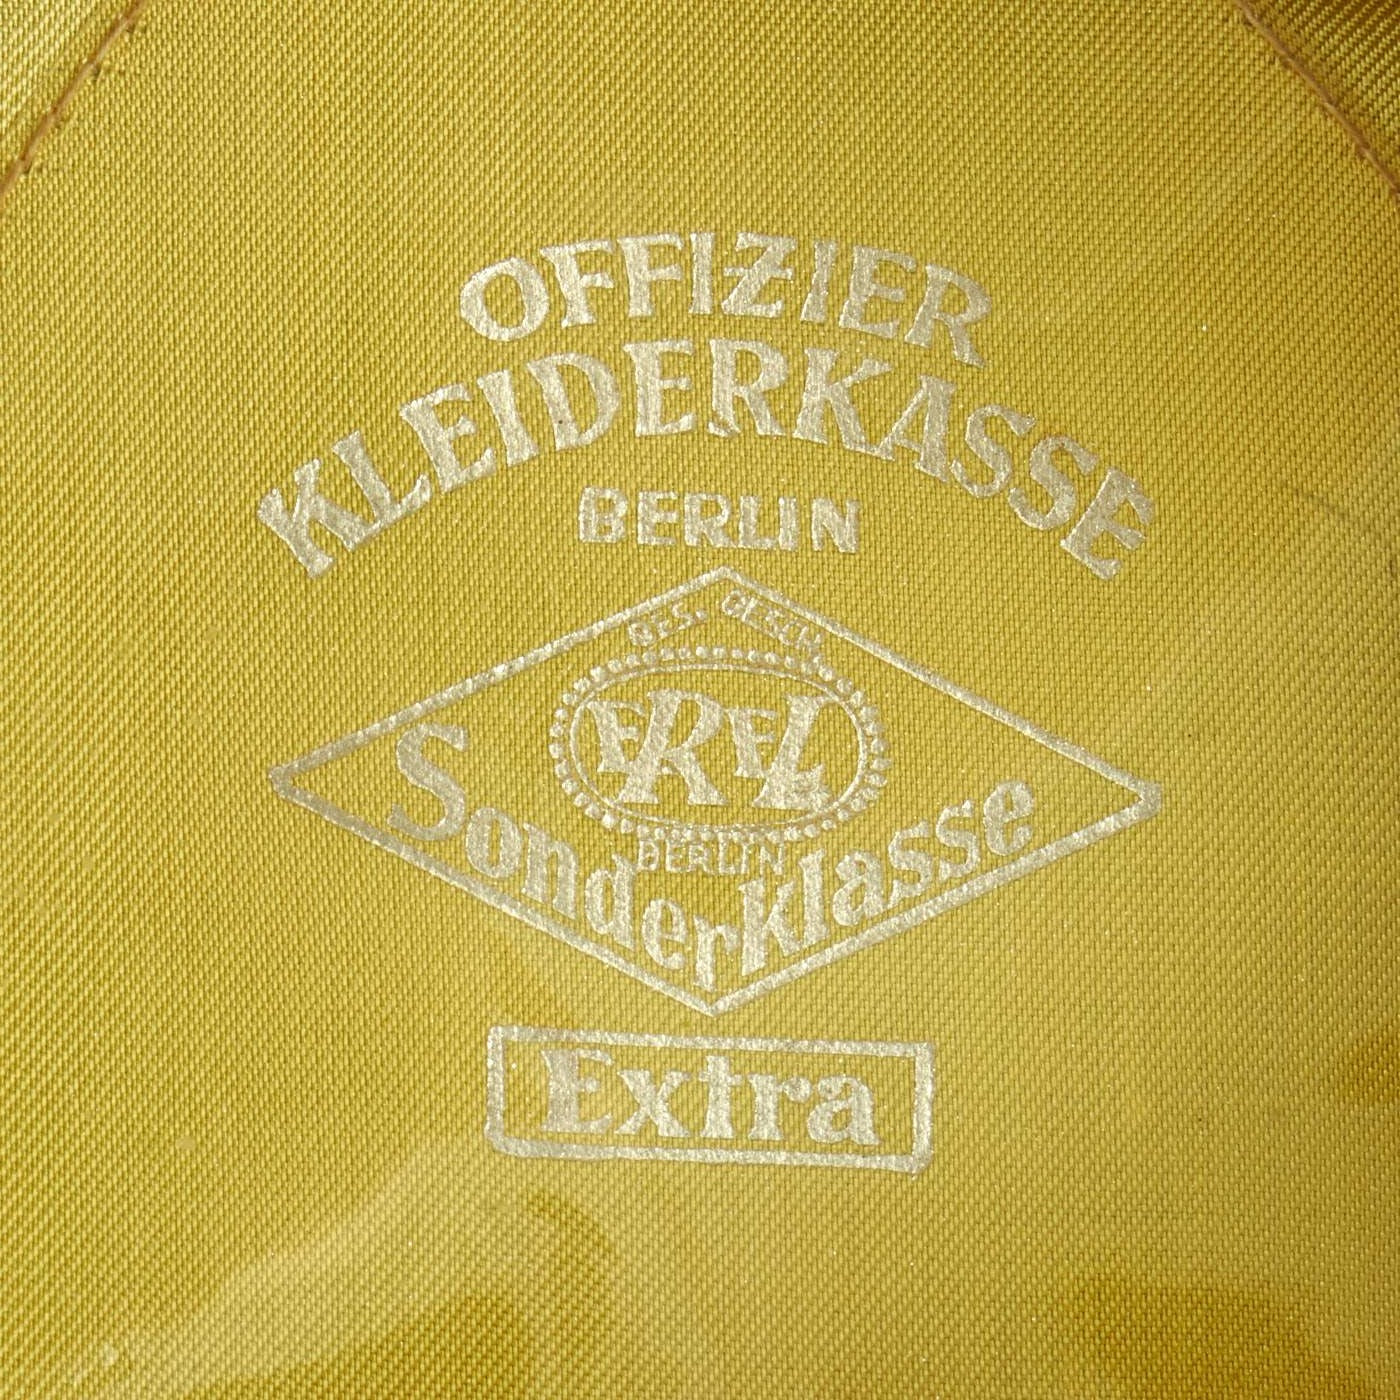 OFFIZIER
KLEIDERKASSE
BERLIN
GES. GESCH.
EREL
BERLIN
Sonderklasse
Extra